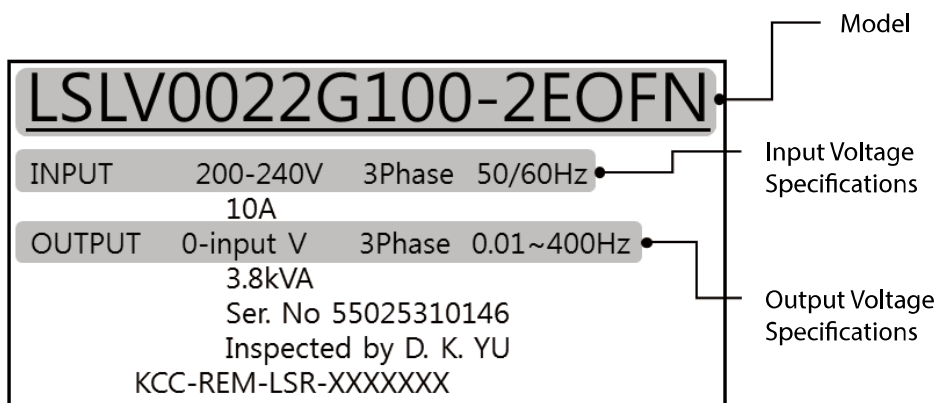 Model
LSLV0022G100-2EOFN
Input Voltage
Specifications
INPUT 200-240V 3Phase 50/60Hz
10A
OUTPUT 0-input V 3Phase 0.01~400Hz
3.8kVA
Output Voltage
Specifications
Ser. No 55025310146
Inspected by D. K. YU
KCC-REM-LSR-XXXXXXX